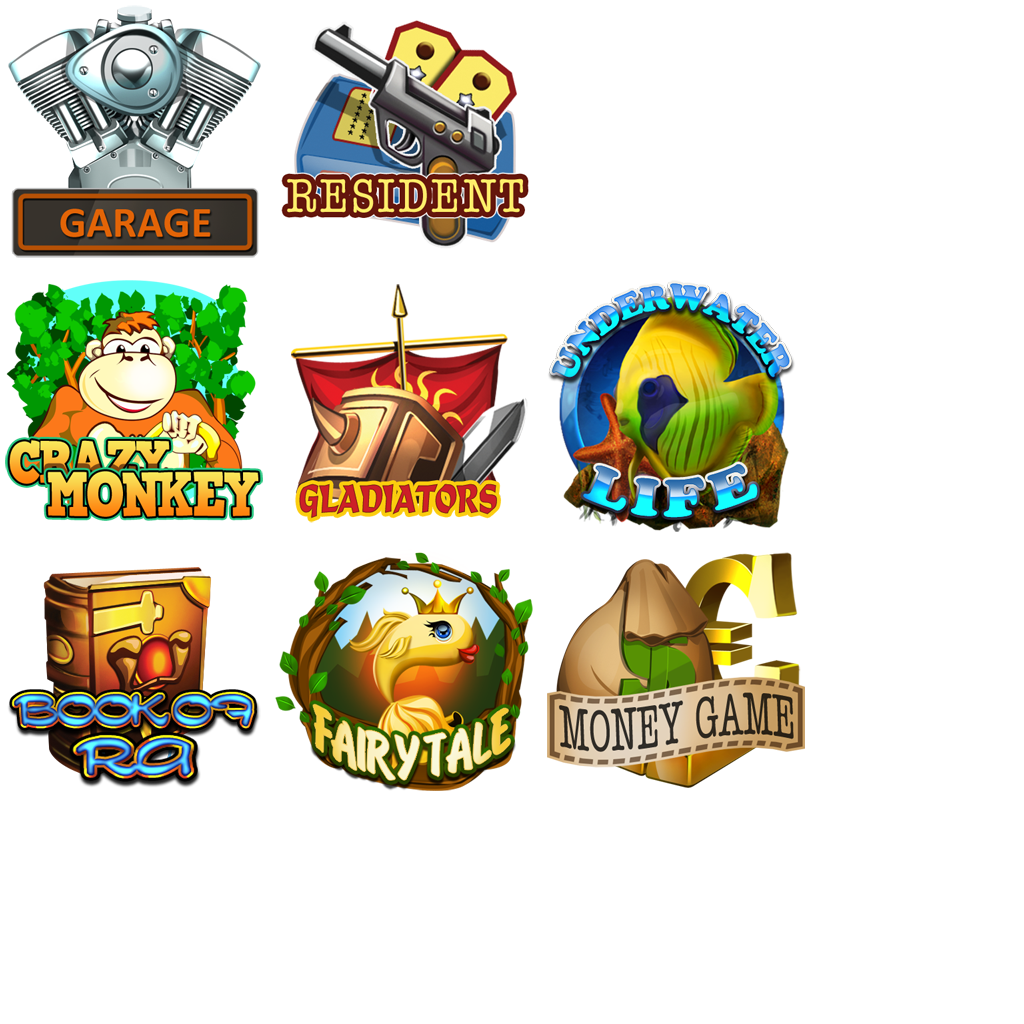 GARAGE
RESIDENT
CRAZY
MONKEY
GLADIATORS
UNDERWATER
LIFE
BOOK OF
RA
FAIRYTALE
MONEY GAME